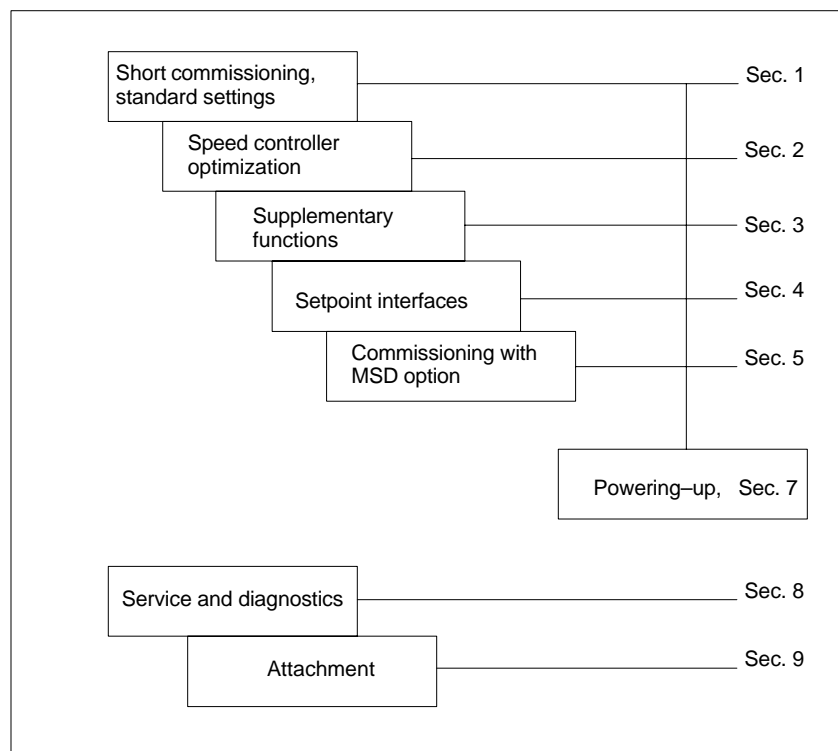 Short commissioning,
standard settings
Sec. 1
Speed controller
optimization
Sec. 2
Supplementary
functions
Sec. 3
Setpoint interfaces
Sec. 4
Commissioning with
MSD option
Sec. 5
Powering–up, Sec. 7
Service and diagnostics
Sec. 8
Attachment
Sec. 9